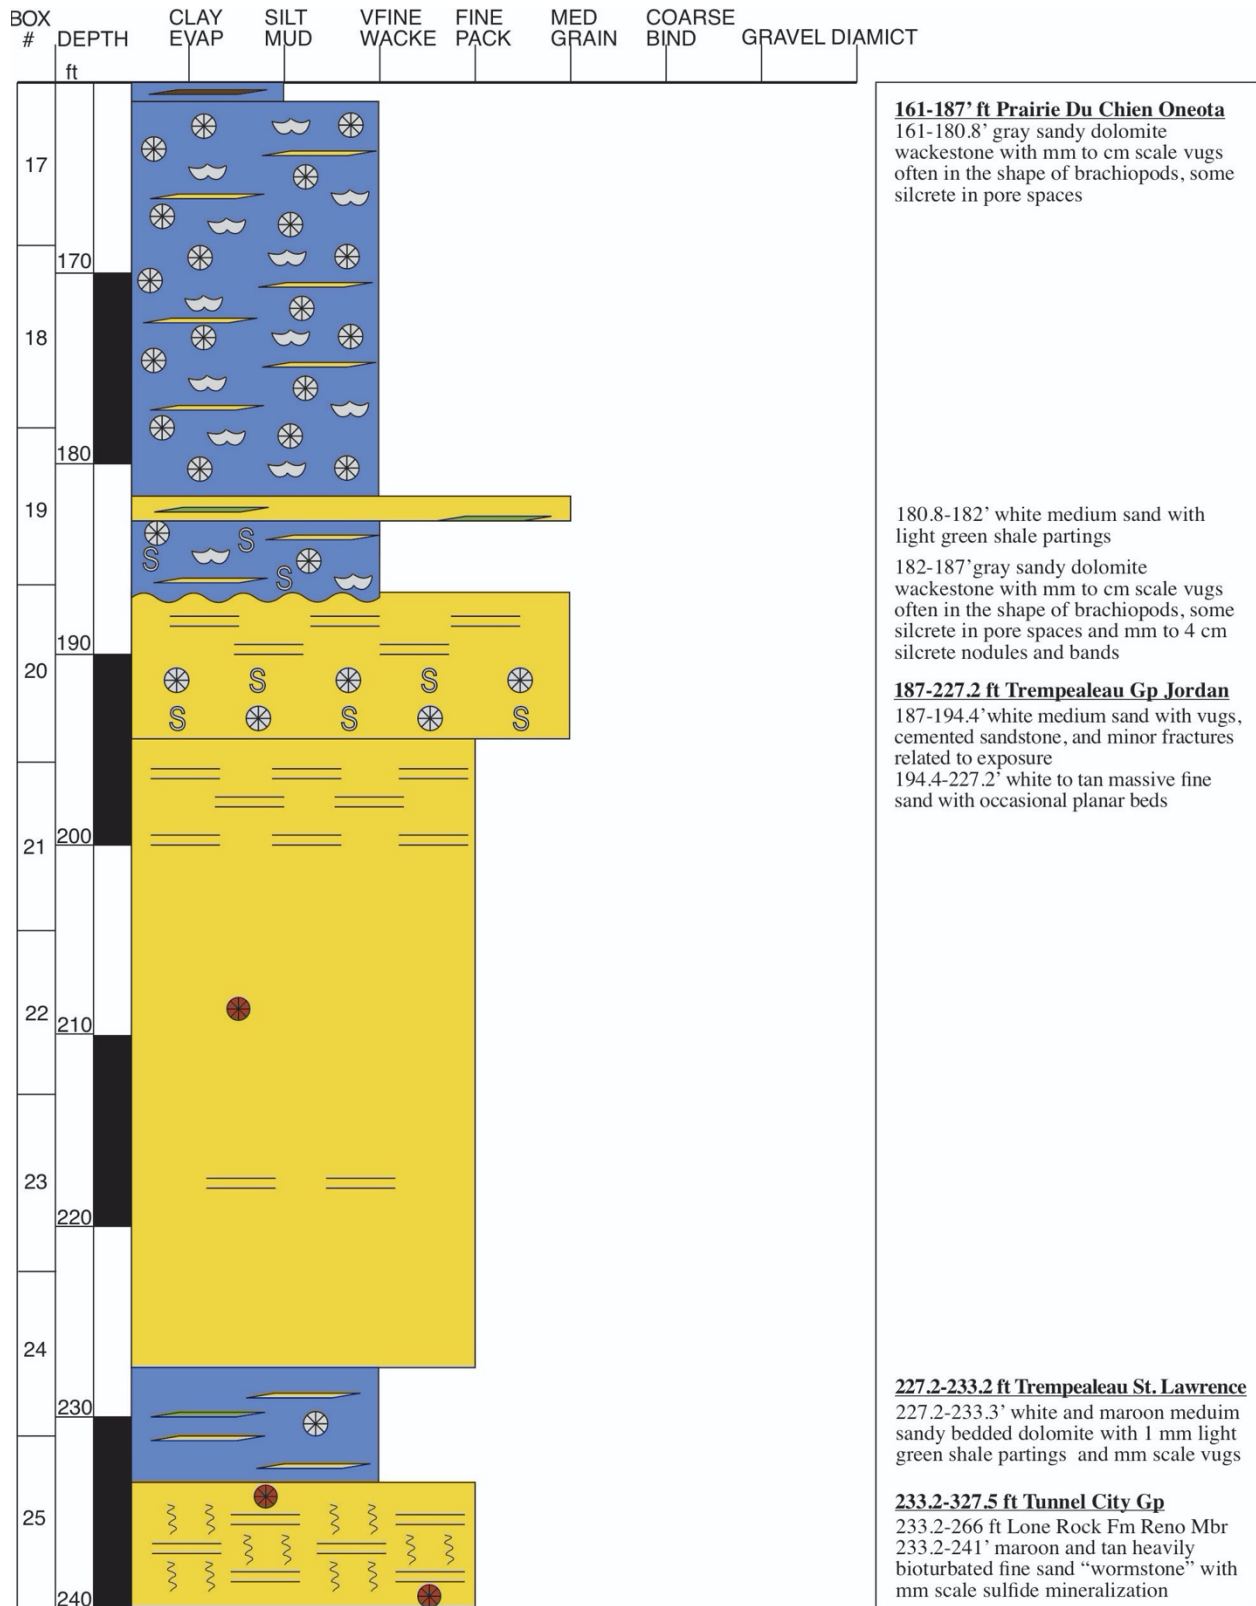 BOX # DEPTH CLAY EVAP SILT MUD VFINE WACKE FINE PACK MED GRAIN COARSE BIND GRAVEL DIAMICT
ft
161-187' ft Prairie Du Chien Oneota
161-180.8' gray sandy dolomite
wackestone with mm to cm scale vugs
often in the shape of brachiopods, some
silcrete in pore spaces
17
170
18
180
19
180.8-182' white medium sand with
light green shale partings
S
S
S
182-187'gray sandy dolomite
wackestone with mm to cm scale vugs
often in the shape of brachiopods, some
silcrete in pore spaces and mm to 4 cm
silcrete nodules and bands
190
20
S S
S S S
187-227.2 ft Trempealeau Gp Jordan
187-194.4'white medium sand with vugs,
cemented sandstone, and minor fractures
related to exposure
194.4-227.2' white to tan massive fine
sand with occasional planar beds
200
21
22
210
23
220
24
227.2-233.2 ft Trempealeau St. Lawrence
227.2-233.3' white and maroon meduim
sandy bedded dolomite with 1 mm light
green shale partings and mm scale vugs
230
25
233.2-327.5 ft Tunnel City Gp
233.2-266 ft Lone Rock Fm Reno Mbr
233.2-241' maroon and tan heavily
bioturbated fine sand “wormstone” with
mm scale sulfide mineralization
240